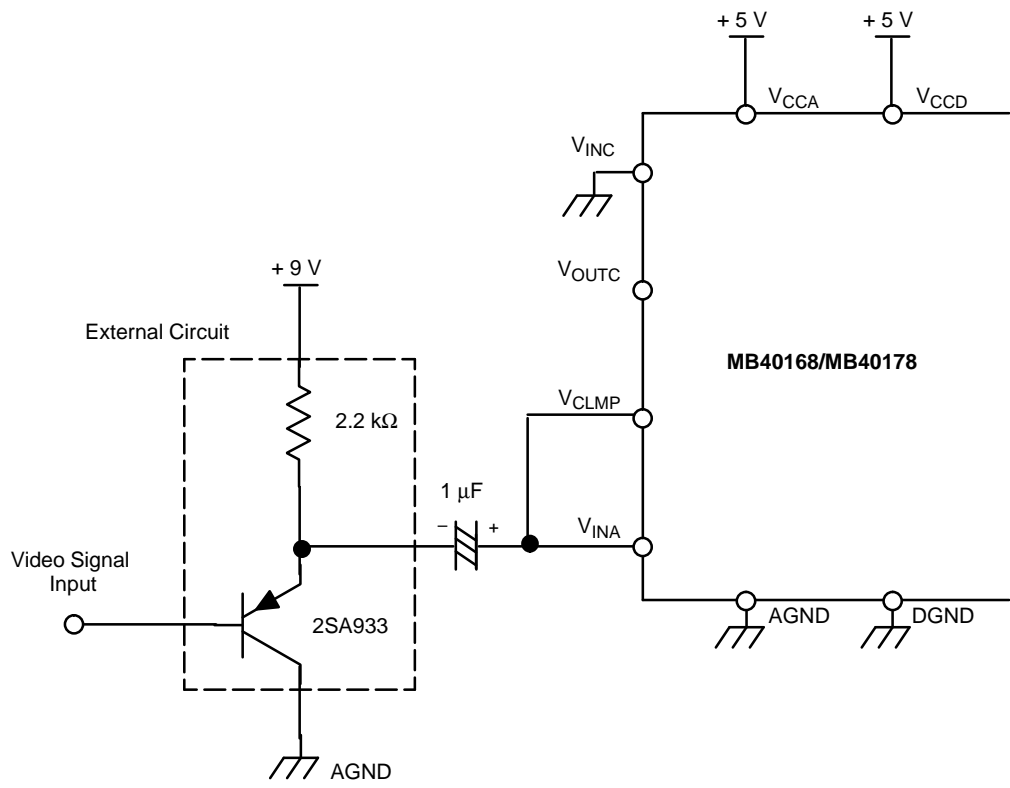 + 5 V
+ 5 V
VCCA
VCCD
VINC
VOUTC
+ 9 V
External Circuit
MB40168/MB40178
VCLMP
2.2 kΩ
1 μF
– +
VINA
Video Signal
Input
2SA933
AGND
DGND
AGND